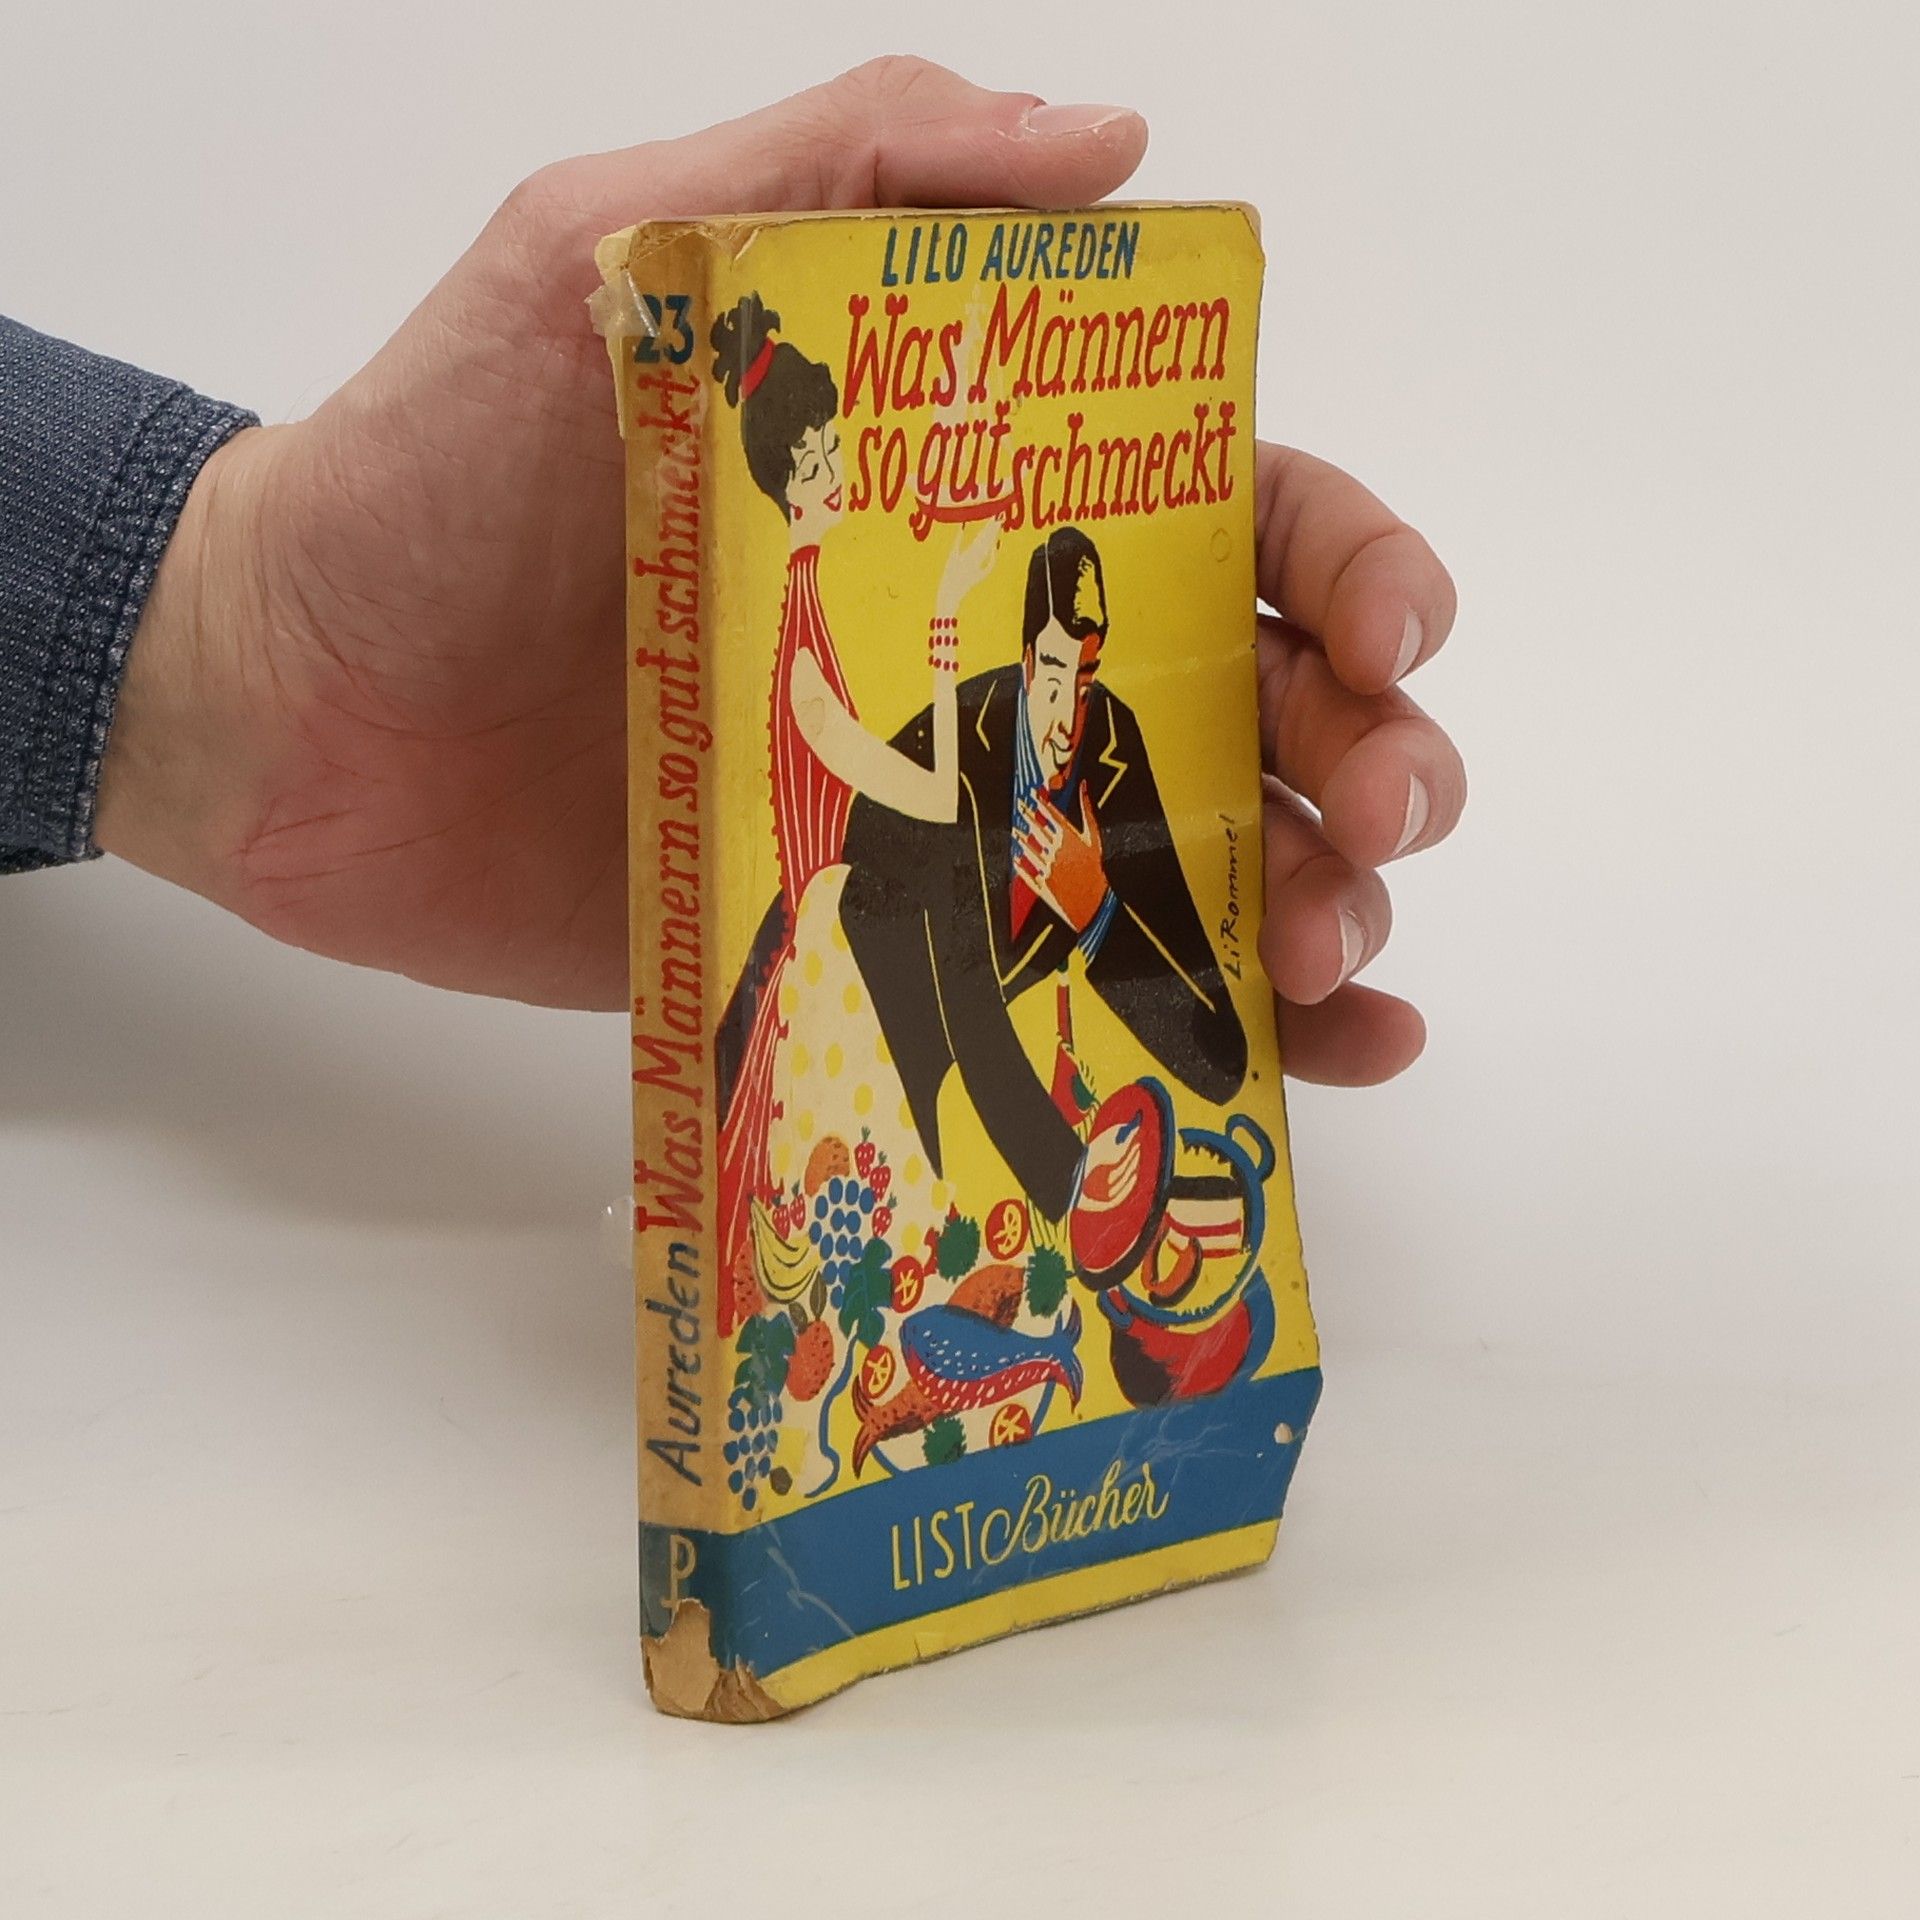 LILO AUREDEN
Was Männern
so gut schmeckt
Li Rommel
LIST Bücher
23
Aureden Was Männern so gut schmeckt
P